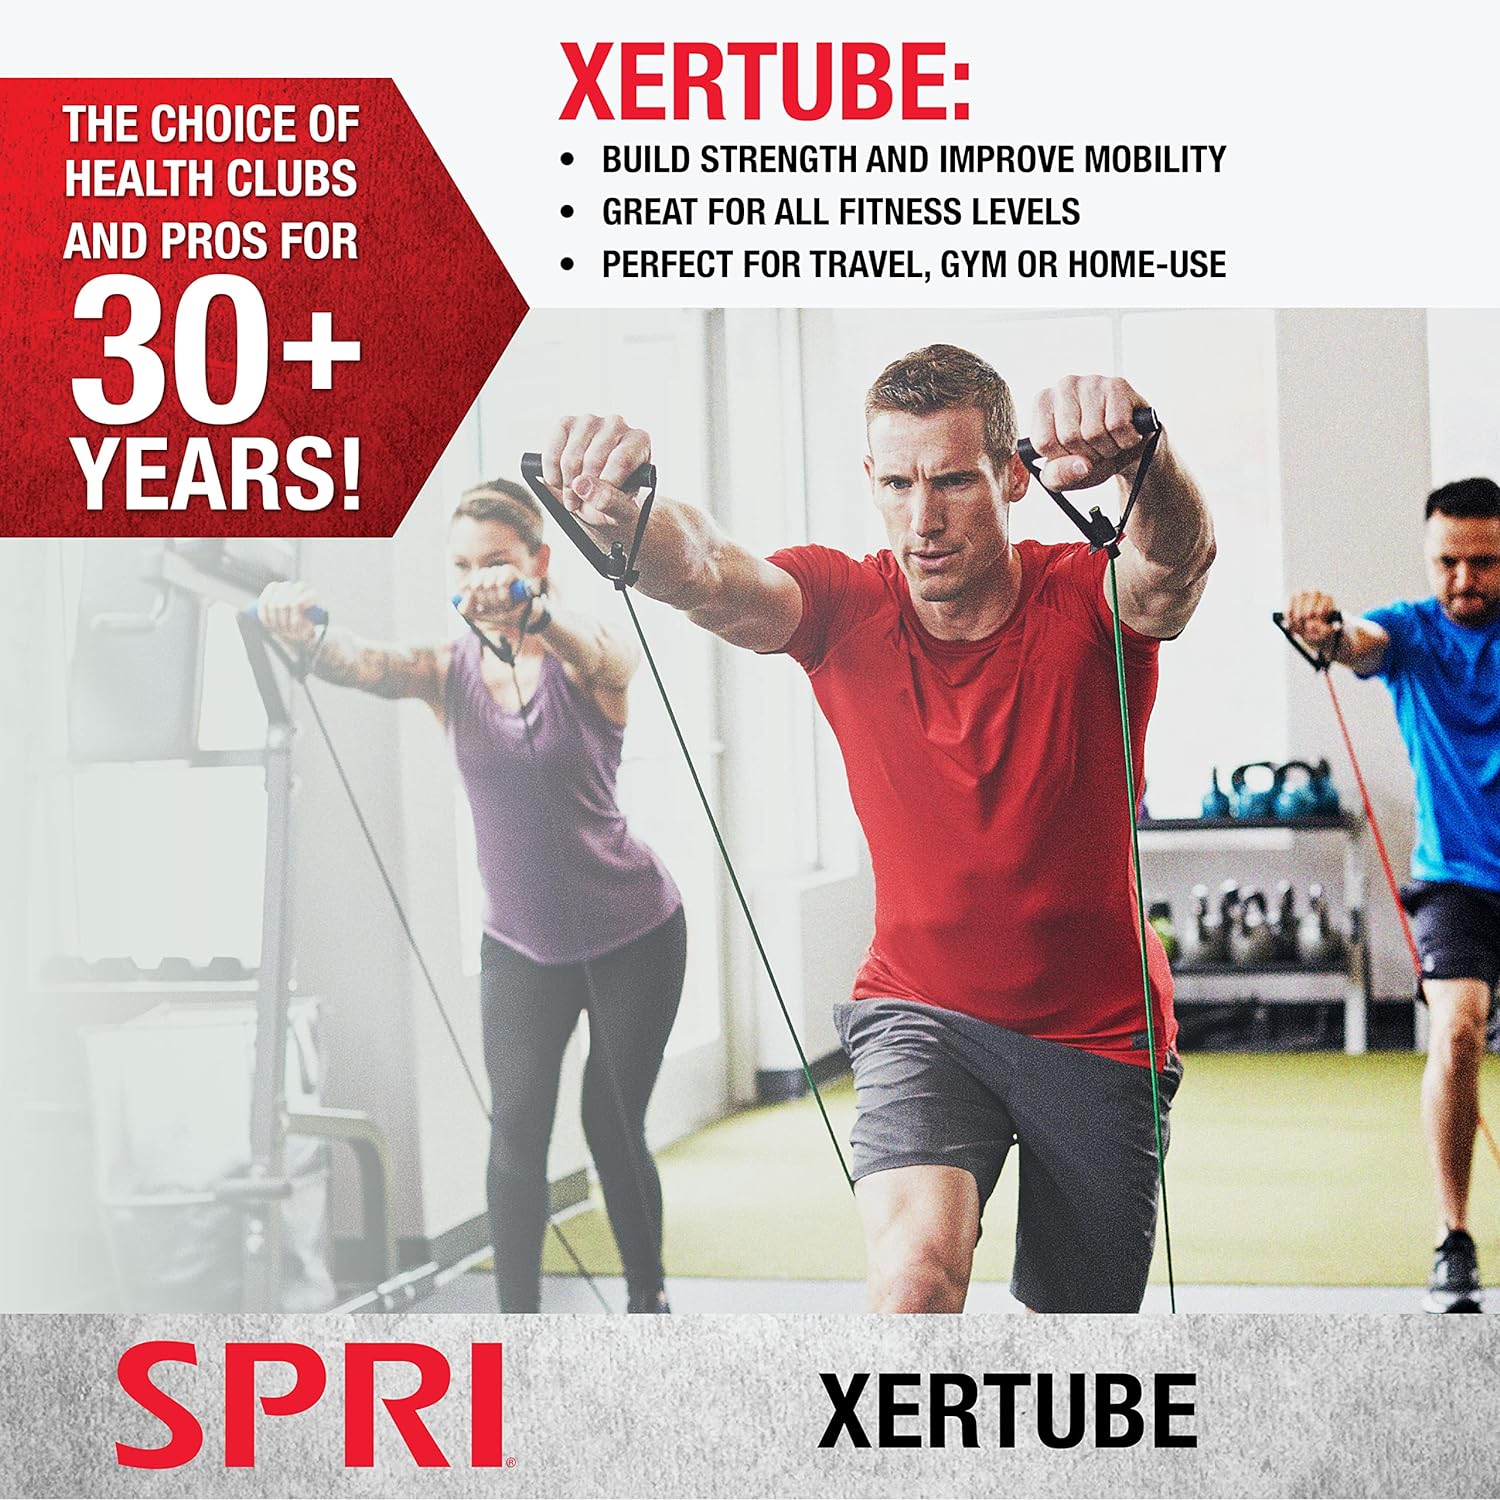 THE CHOICE OF
HEALTH CLUBS
AND PROS FOR
30+
YEARS!
XERTUBE:
• BUILD STRENGTH AND IMPROVE MOBILITY
• GREAT FOR ALL FITNESS LEVELS
• PERFECT FOR TRAVEL, GYM OR HOME-USE
SPRI®
XERTUBE